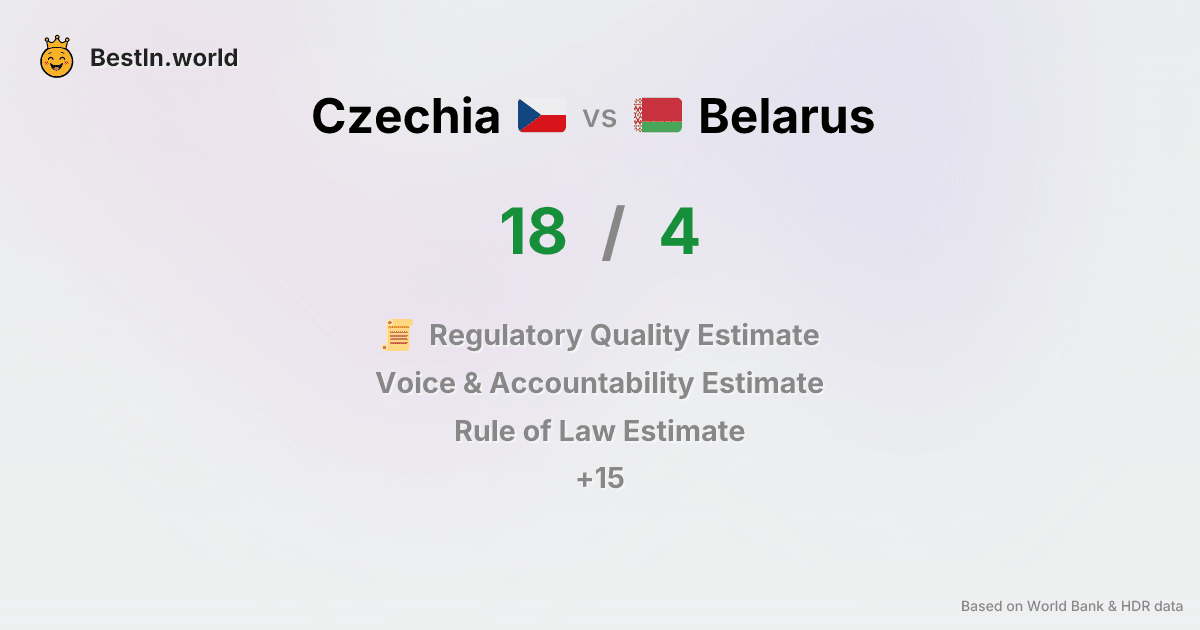 BestIn.world
Czechia vs Belarus
18 / 4
Regulatory Quality Estimate
Voice & Accountability Estimate
Rule of Law Estimate
+15
Based on World Bank & HDR data